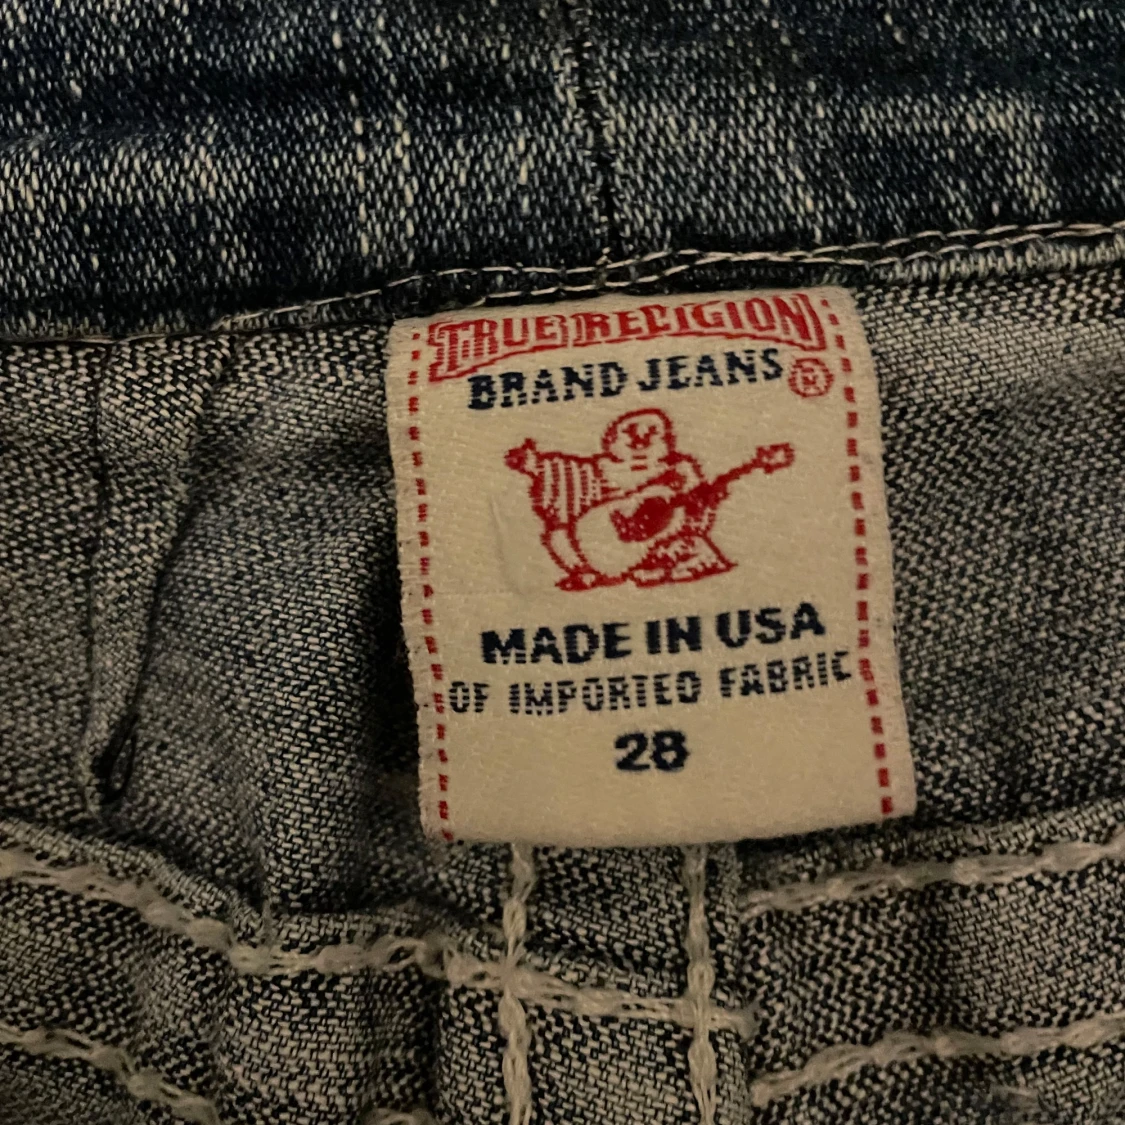 TRUE RELIGION
BRAND JEANS ®
MADE IN USA
OF IMPORTED FABRIC
28